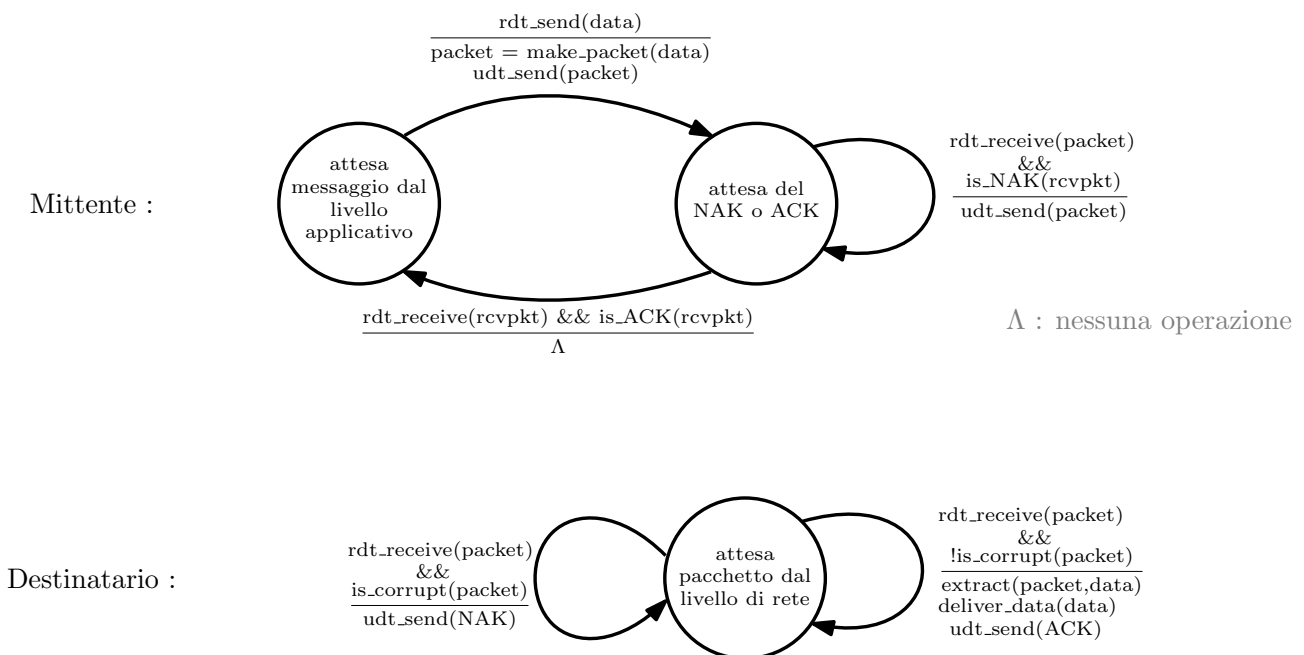 rdt_send(data)
packet = make_packet(data)
udt_send(packet)
Mittente :
attesa
messaggio dal
livello
applicativo
attesa del
NAK o ACK
rdt_receive(packet)
&&
is_NAK(rcvpkt)
udt_send(packet)
rdt_receive(rcvpkt) && is_ACK(rcvpkt)
Λ
Λ : nessuna operazione
Destinatario :
rdt_receive(packet)
&&
is_corrupt(packet)
udt_send(NAK)
attesa
pacchetto dal
livello di rete
rdt_receive(packet)
&&
!is_corrupt(packet)
extract(packet,data)
deliver_data(data)
udt_send(ACK)